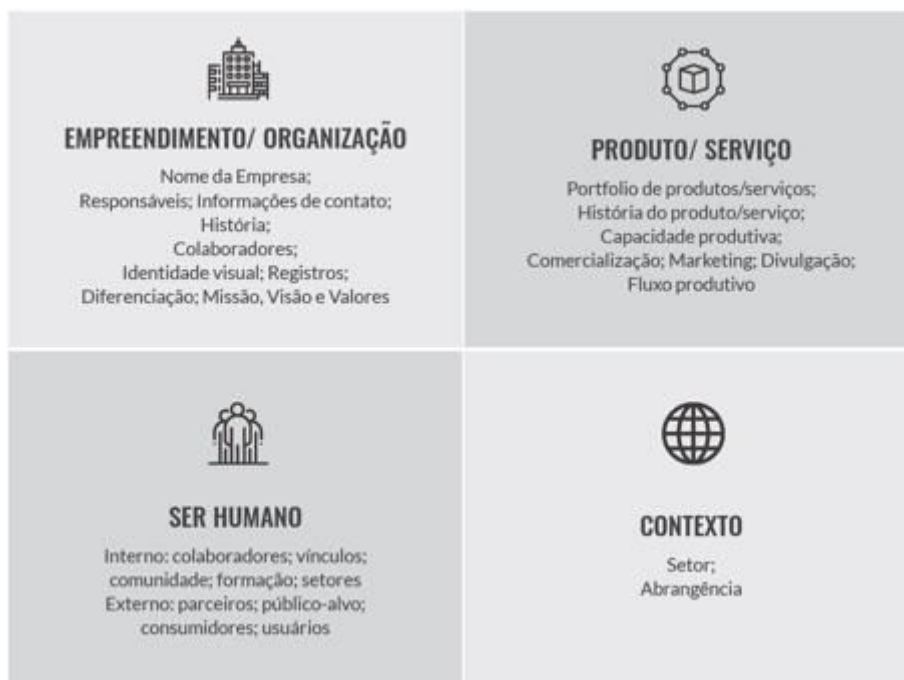 EMPREENDIMENTO/ ORGANIZAÇÃO
Nome da Empresa;
Responsáveis; Informações de contato;
História;
Colaboradores;
Identidade visual; Registros;
Diferenciação; Missão, Visão e Valores
PRODUTO/ SERVIÇO
Portfolio de produtos/serviços;
História do produto/serviço;
Capacidade produtiva;
Comercialização; Marketing; Divulgação;
Fluxo produtivo
SER HUMANO
Interno: colaboradores; vínculos;
comunidade; formação; setores
Externo: parceiros; público-alvo;
consumidores; usuários
CONTEXTO
Setor;
Abrangência